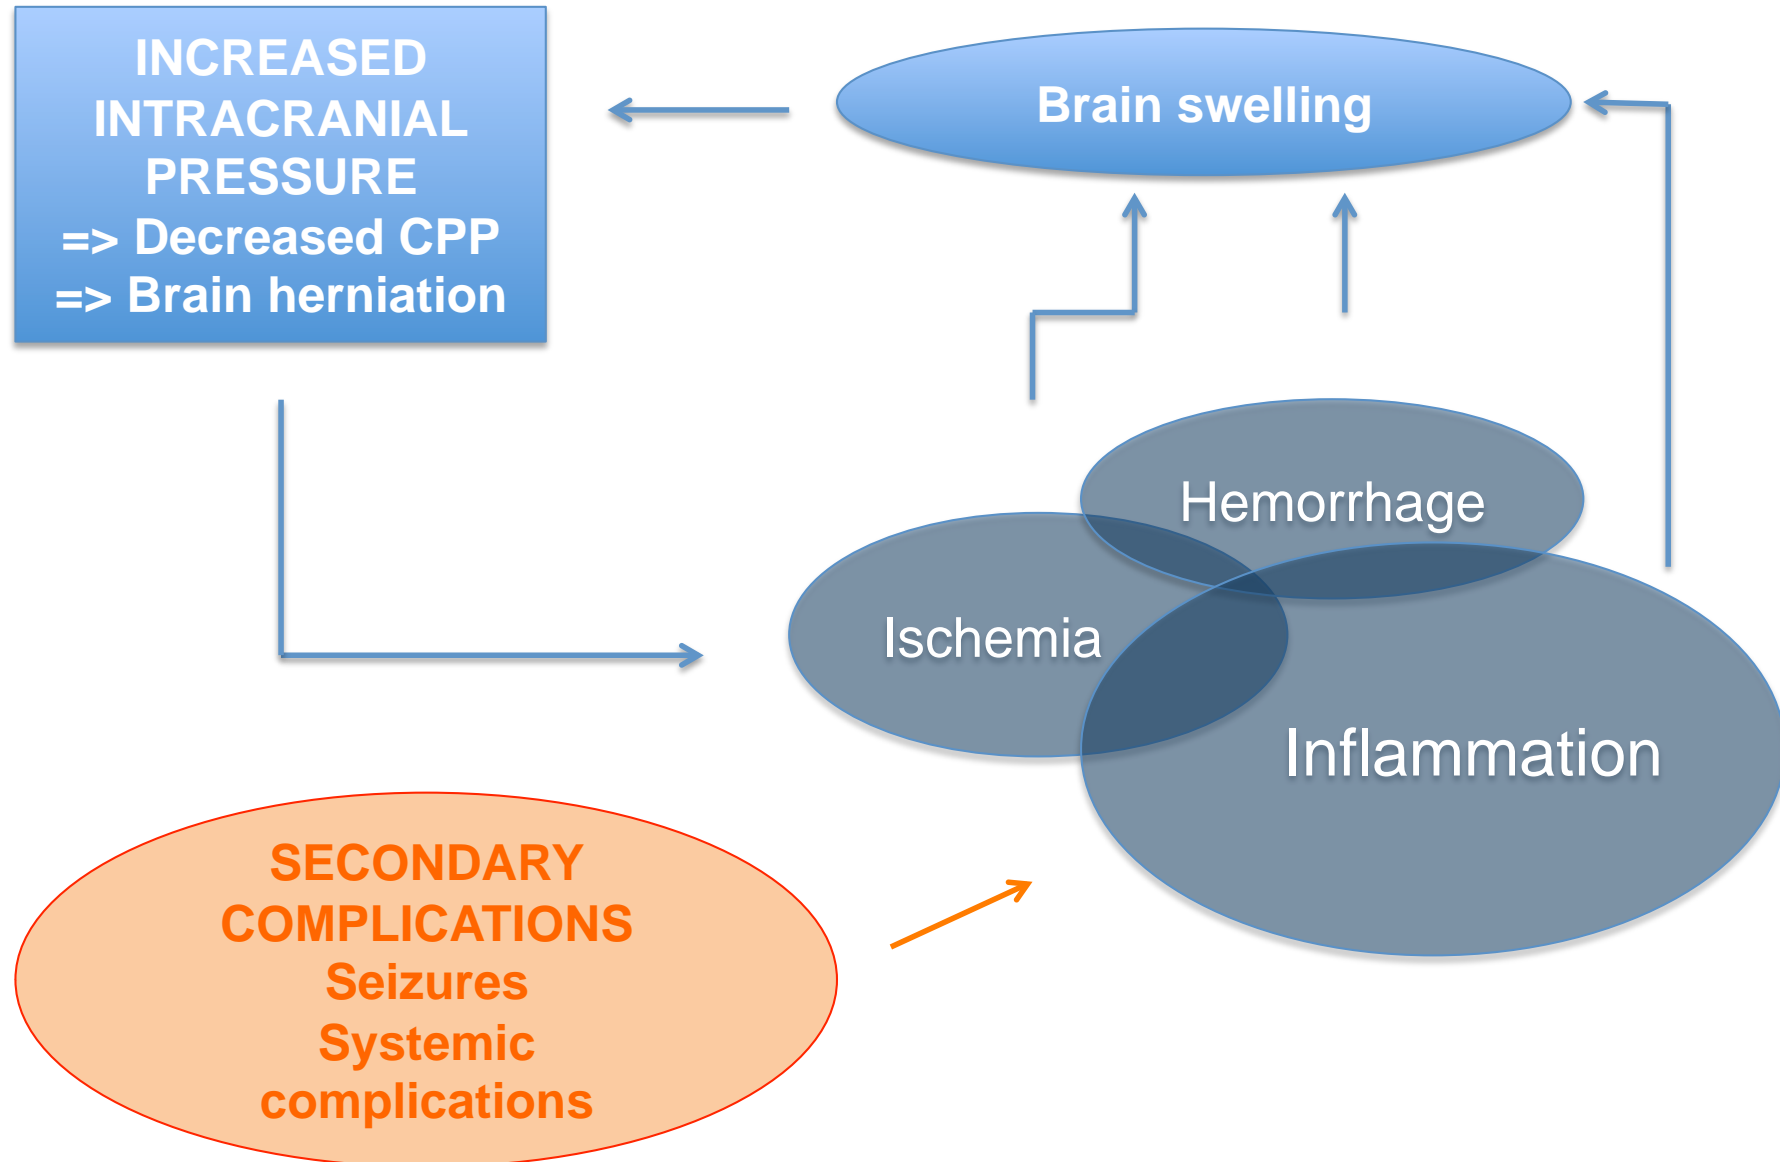 INCREASED
INTRACRANIAL
PRESSURE
=> Decreased CPP
=> Brain herniation
Brain swelling
Hemorrhage
Ischemia
Inflammation
SECONDARY
COMPLICATIONS
Seizures
Systemic
complications